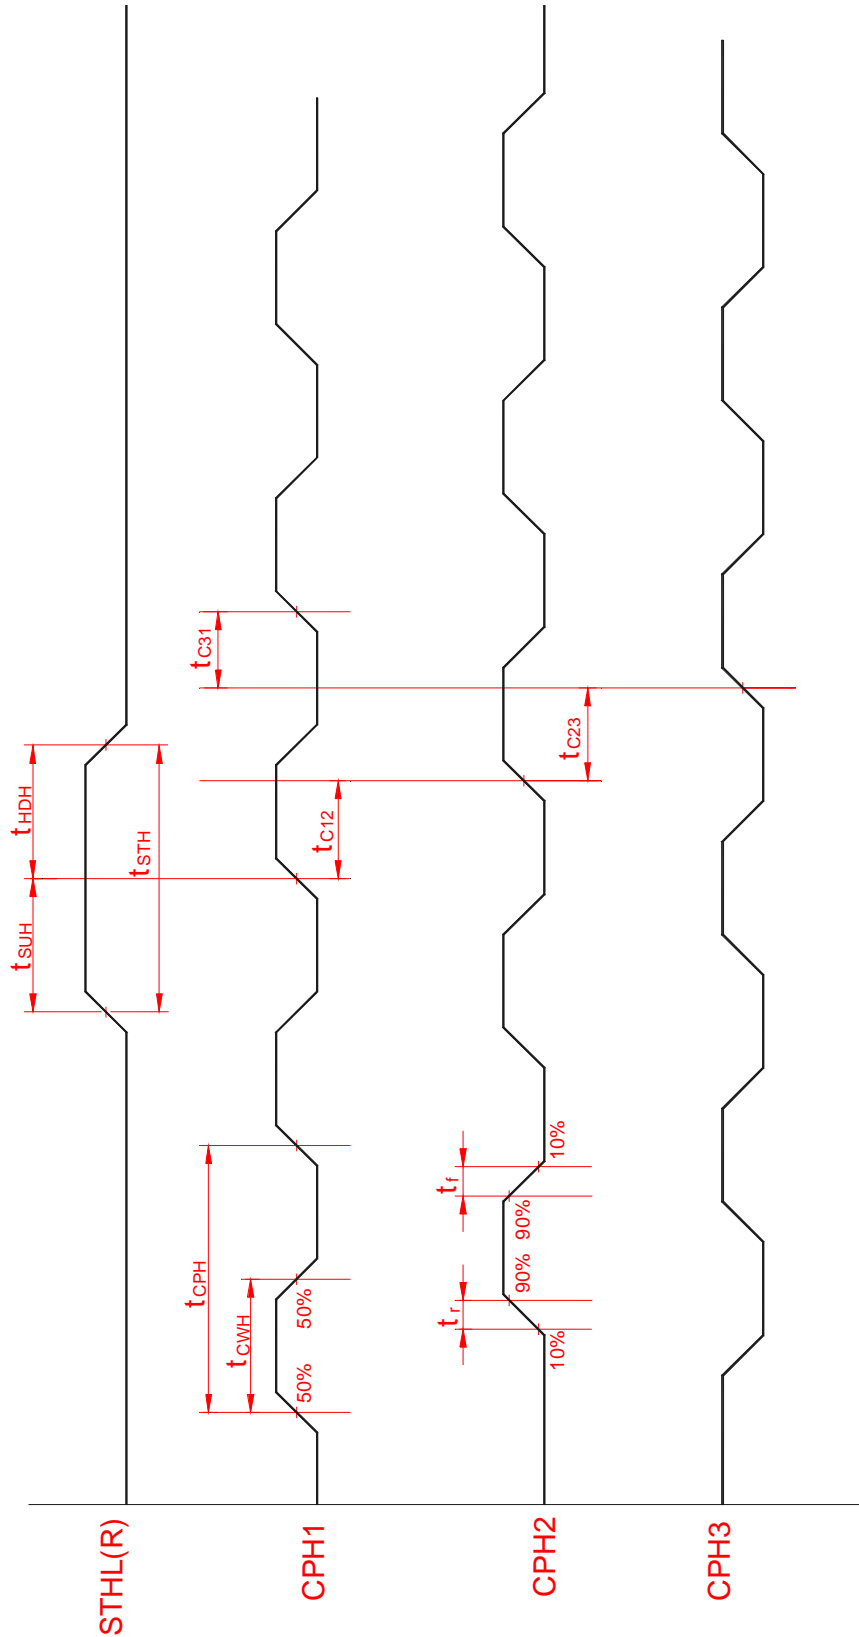 STHL(R)
tSUH
tHDH
tSTH
CPH1
tCPH
tCWH
50%
50%
tC12
tC31
CPH2
tr
tf
10%
90%
90%
10%
tC23
CPH3